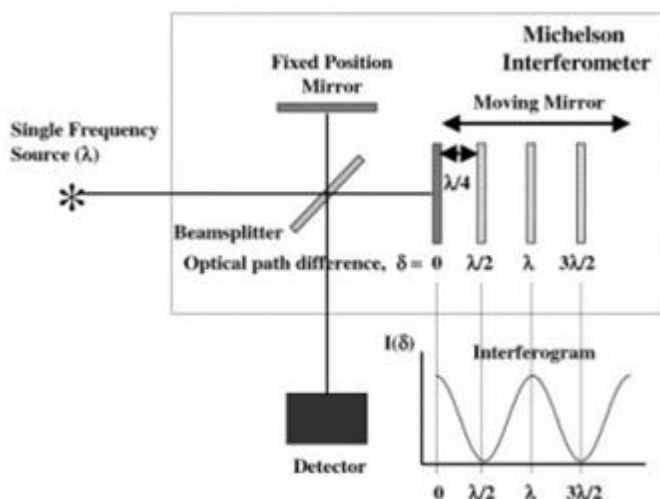 Michelson
Interferometer
Fixed Position
Mirror
Moving Mirror
Single Frequency
Source (λ)
λ/4
Beamsplitter
Optical path difference, δ = 0 λ/2 λ 3λ/2
I(δ)
Interferogram
Detector
0 λ/2 λ 3λ/2